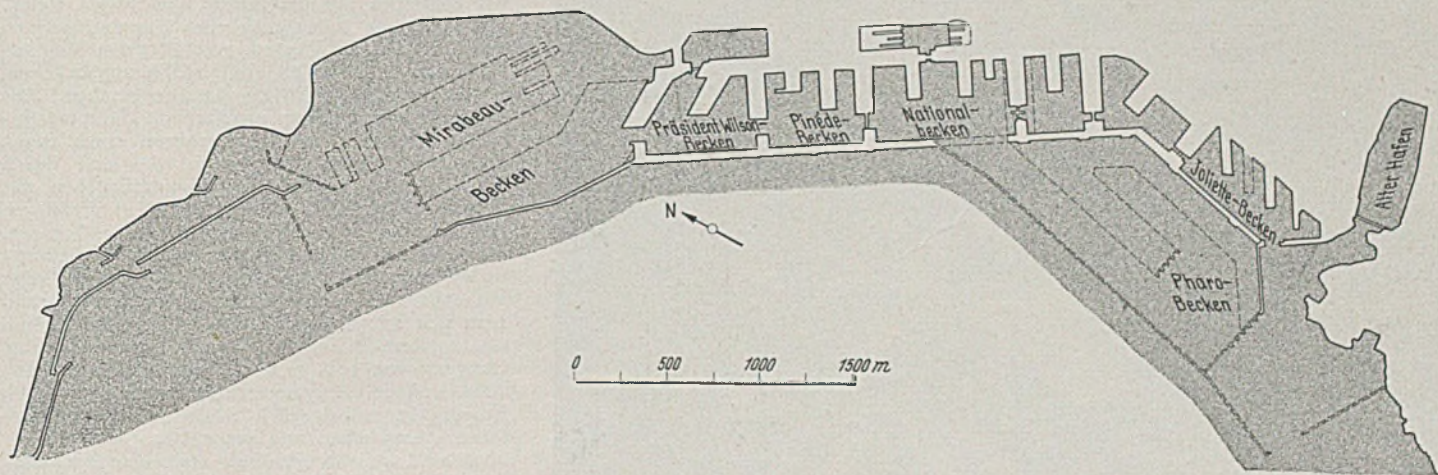 Mirabeau-
Becken
Präsident Wilson-
Becken
Pinède-
Becken
National-
becken
Joliette-Becken
Alter Hafen
Pharo-
Becken
N
0 500 1000 1500 m